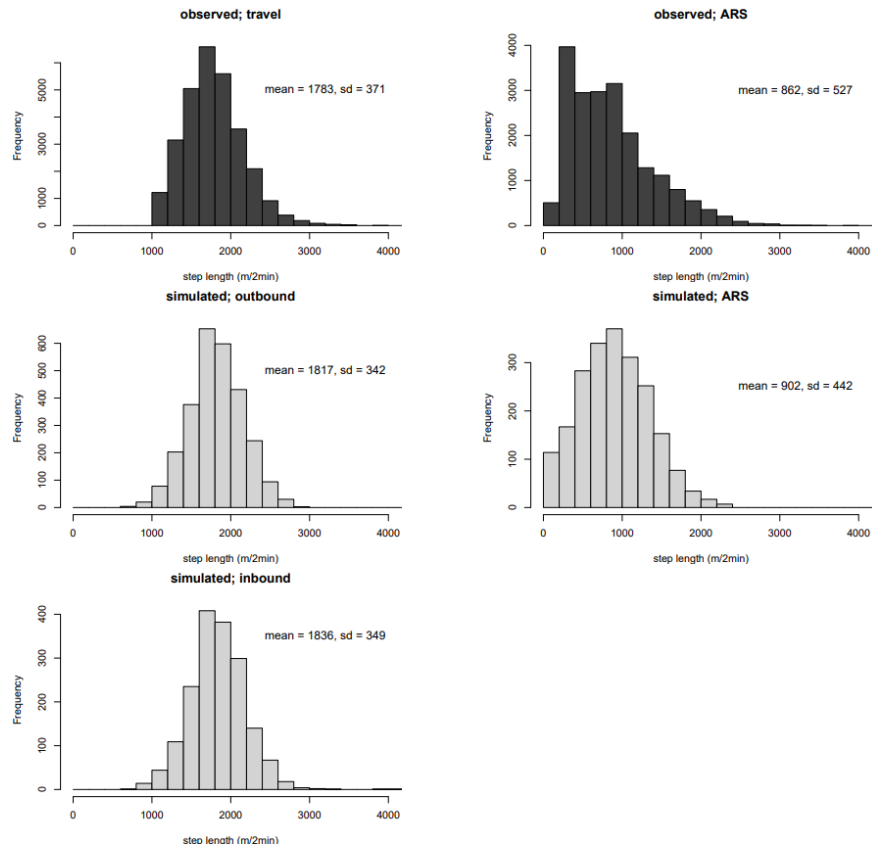 observed; travel
mean = 1783, sd = 371
Frequency
0 1000 3000 5000
0 1000 2000 3000 4000
step length (m/2min)
observed; ARS
mean = 862, sd = 527
Frequency
0 1000 2000 3000 4000
0 1000 2000 3000 4000
step length (m/2min)
simulated; outbound
mean = 1817, sd = 342
Frequency
0 100 200 300 400 500 600
0 1000 2000 3000 4000
step length (m/2min)
simulated; ARS
mean = 902, sd = 442
Frequency
0 100 200 300
0 1000 2000 3000 4000
step length (m/2min)
simulated; inbound
mean = 1836, sd = 349
Frequency
0 100 200 300 400
0 1000 2000 3000 4000
step length (m/2min)